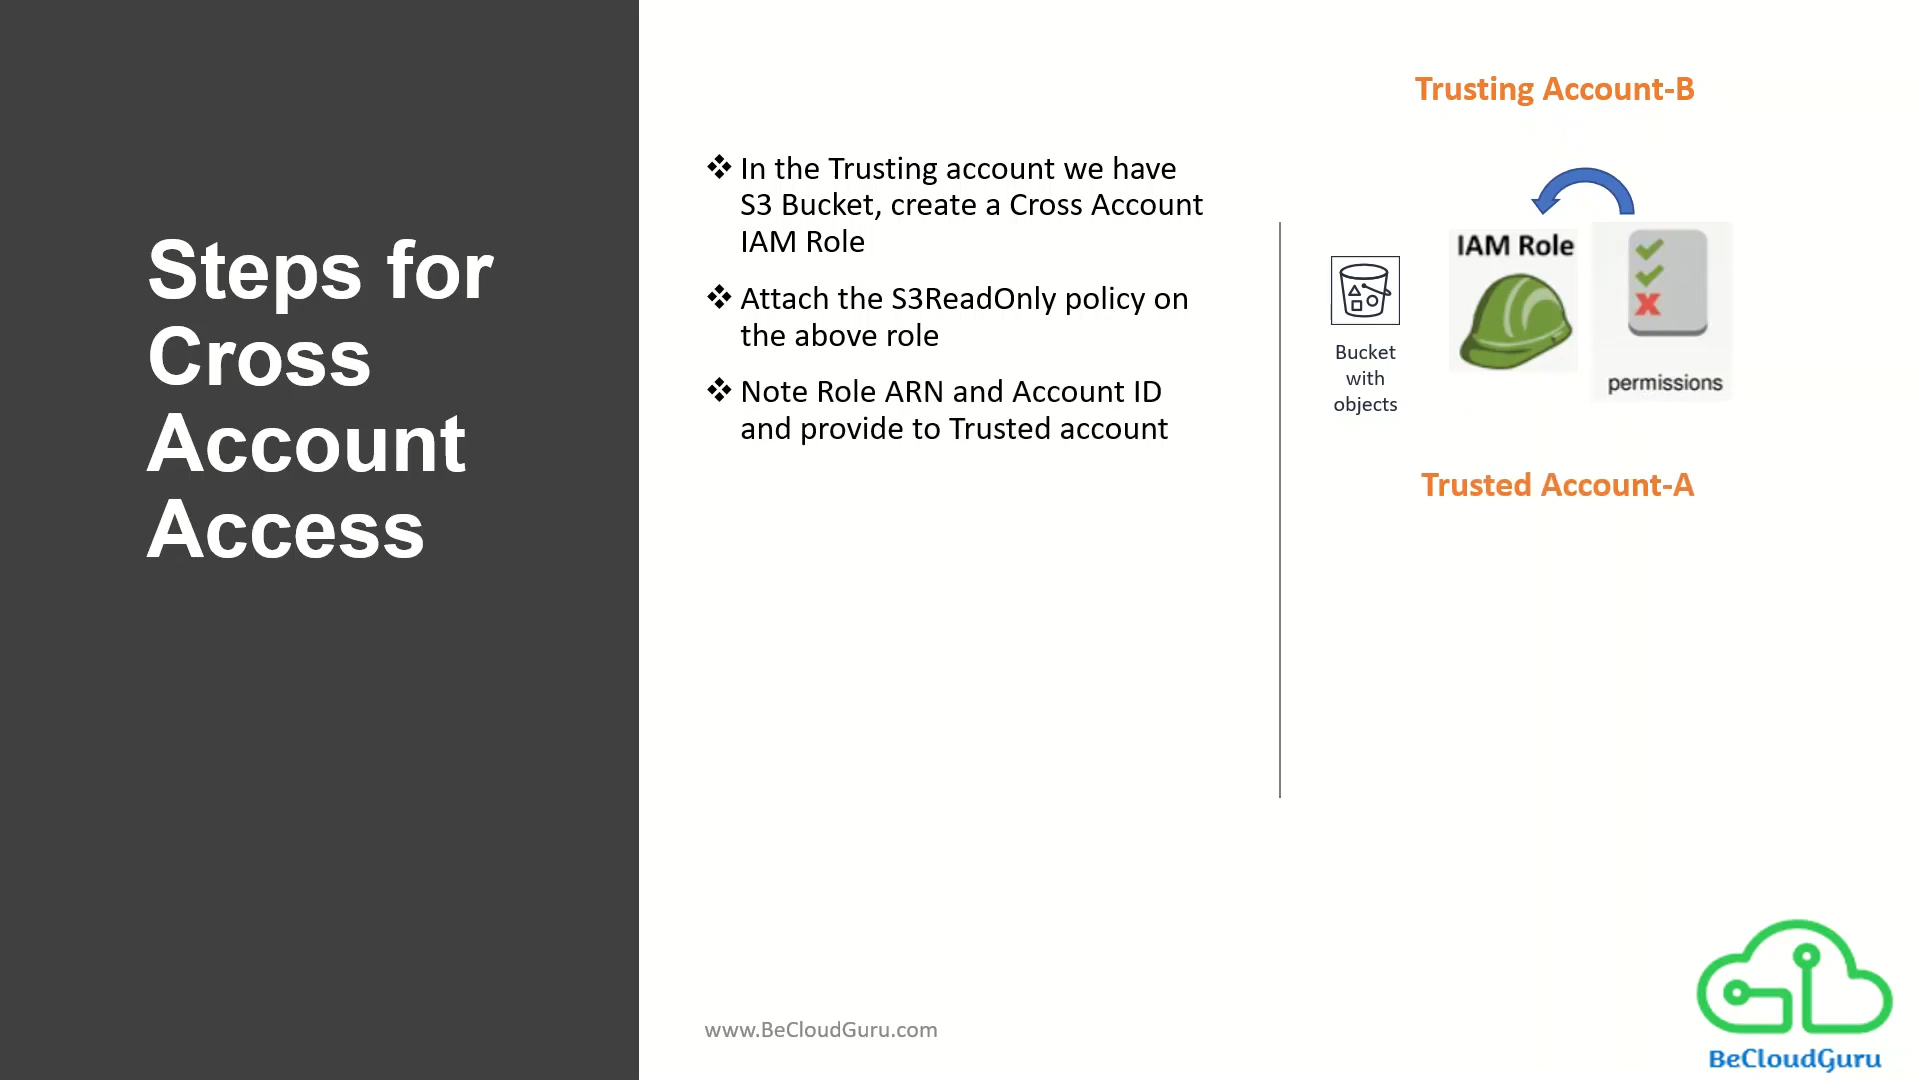 Steps for
Cross
Account
Access
❖ In the Trusting account we have
S3 Bucket, create a Cross Account
IAM Role
❖ Attach the S3ReadOnly policy on
the above role
❖ Note Role ARN and Account ID
and provide to Trusted account
Trusting Account-B
IAM Role
Bucket
with
objects
permissions
Trusted Account-A
www.BeCloudGuru.com
BeCloudGuru